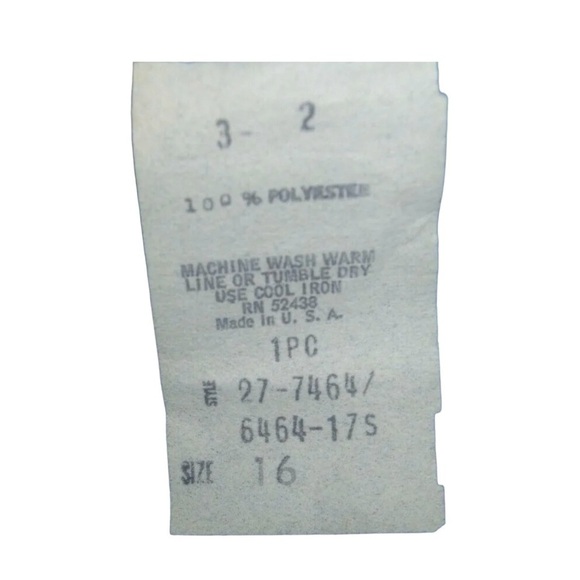 3- 2
100 % POLYESTER
MACHINE WASH WARM
LINE OR TUMBLE DRY
USE COOL IRON
RN 52438
Made in U. S. A.
1PC
STYLE 27-7464/
6464-17S
SIZE 16